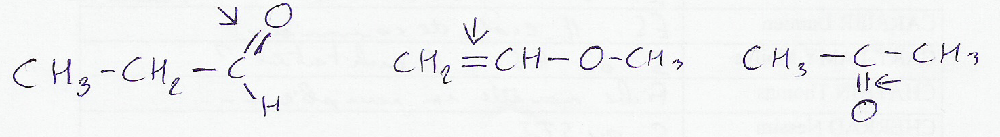 O
CH₃-CH₂-C
H
CH₂=CH-O-CH₃
CH₃-C-CH₃
O